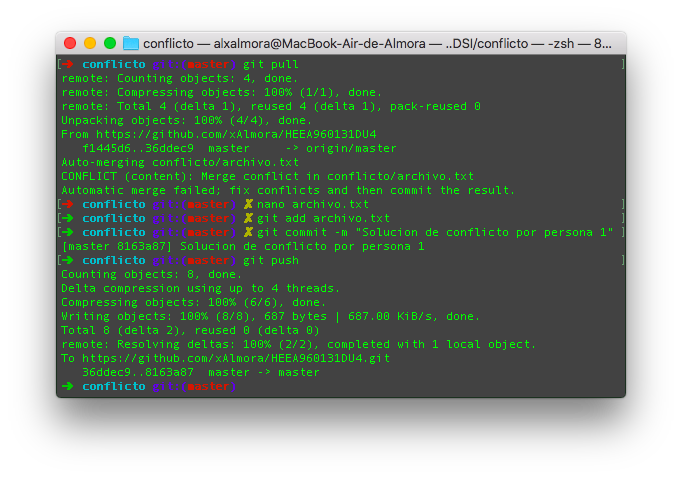 conflicto — alxalmora@MacBook-Air-de-Almora — ..DSI/conflicto — -zsh — 8...
[➜ conflicto git:(master) git pull ]
remote: Counting objects: 4, done.
remote: Compressing objects: 100% (1/1), done.
remote: Total 4 (delta 1), reused 4 (delta 1), pack-reused 0
Unpacking objects: 100% (4/4), done.
From https://github.com/xAlmora/HEEA960131DU4
f1445d6..36ddec9 master -> origin/master
Auto-merging conflicto/archivo.txt
CONFLICT (content): Merge conflict in conflicto/archivo.txt
Automatic merge failed; fix conflicts and then commit the result.
[➜ conflicto git:(master) ✗ nano archivo.txt ]
[➜ conflicto git:(master) ✗ git add archivo.txt ]
[➜ conflicto git:(master) ✗ git commit -m "Solucion de conflicto por persona 1" ]
[master 8163a87] Solucion de conflicto por persona 1
[➜ conflicto git:(master) git push ]
Counting objects: 8, done.
Delta compression using up to 4 threads.
Compressing objects: 100% (6/6), done.
Writing objects: 100% (8/8), 687 bytes | 687.00 KiB/s, done.
Total 8 (delta 2), reused 0 (delta 0)
remote: Resolving deltas: 100% (2/2), completed with 1 local object.
To https://github.com/xAlmora/HEEA960131DU4.git
36ddec9..8163a87 master -> master
➜ conflicto git:(master)